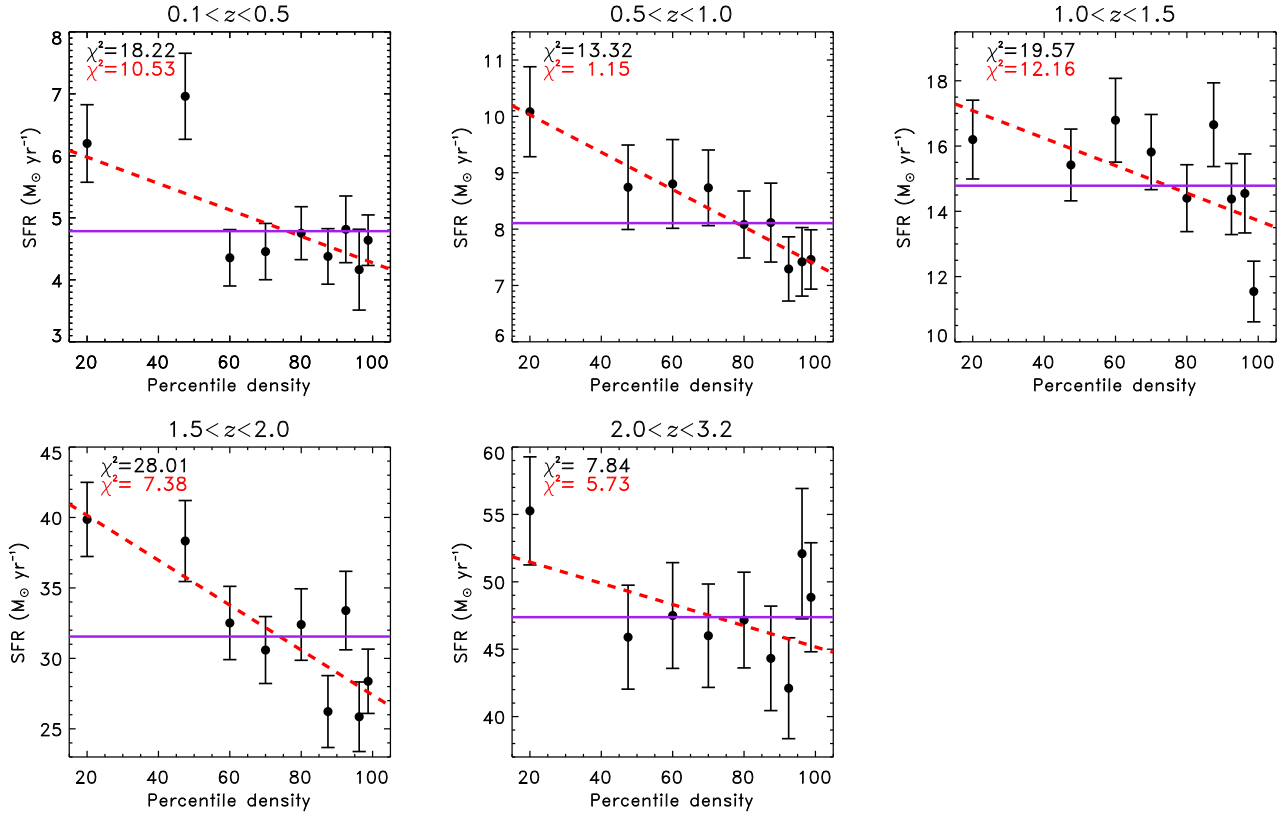 0.1<z<0.5
χ²=18.22
χ²=10.53
8
7
6
5
4
3
SFR (M⊙ yr⁻¹)
20 40 60 80 100
Percentile density
0.5<z<1.0
χ²=13.32
χ²= 1.15
11
10
9
8
7
6
SFR (M⊙ yr⁻¹)
20 40 60 80 100
Percentile density
1.0<z<1.5
χ²=19.57
χ²=12.16
18
16
14
12
10
SFR (M⊙ yr⁻¹)
20 40 60 80 100
Percentile density
1.5<z<2.0
χ²=28.01
χ²= 7.38
45
40
35
30
25
SFR (M⊙ yr⁻¹)
20 40 60 80 100
Percentile density
2.0<z<3.2
χ²= 7.84
χ²= 5.73
60
55
50
45
40
SFR (M⊙ yr⁻¹)
20 40 60 80 100
Percentile density